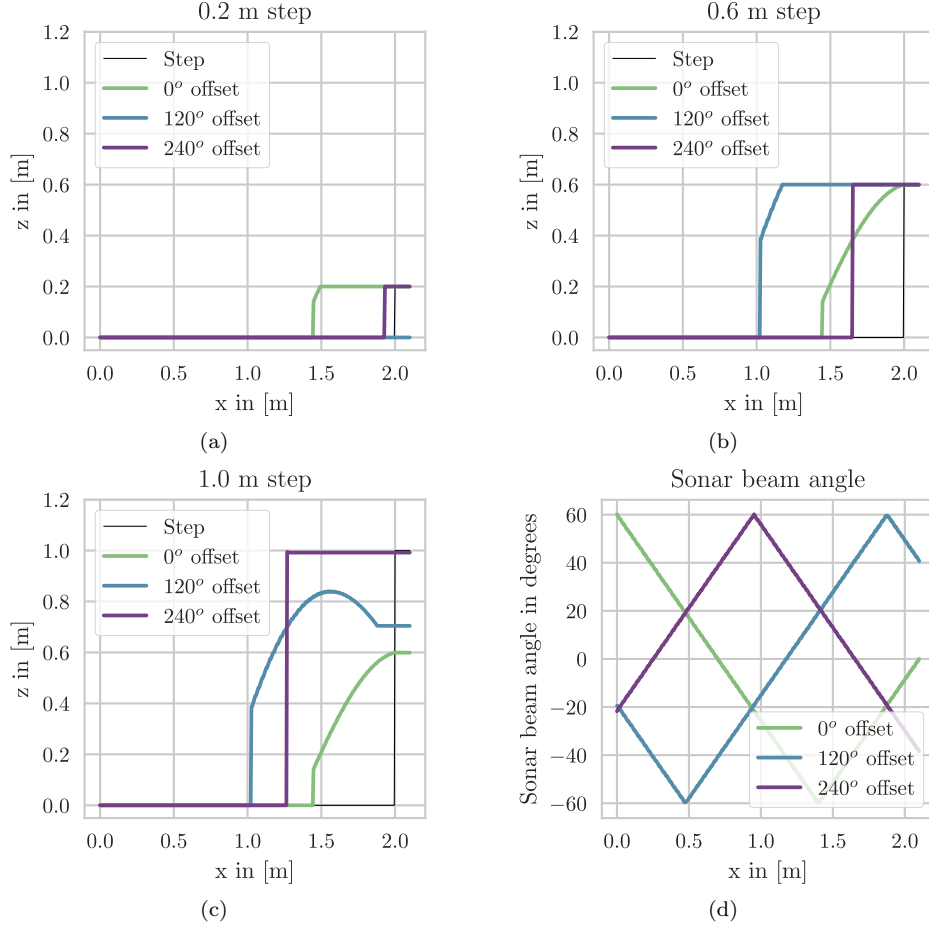 0.2 m step
1.2
1.0
0.8
0.6
0.4
0.2
0.0
z in [m]
Step
0° offset
120° offset
240° offset
0.0 0.5 1.0 1.5 2.0
x in [m]
(a)
0.6 m step
1.2
1.0
0.8
0.6
0.4
0.2
0.0
z in [m]
Step
0° offset
120° offset
240° offset
0.0 0.5 1.0 1.5 2.0
x in [m]
(b)
1.0 m step
1.2
1.0
0.8
0.6
0.4
0.2
0.0
z in [m]
Step
0° offset
120° offset
240° offset
0.0 0.5 1.0 1.5 2.0
x in [m]
(c)
Sonar beam angle
60
40
20
0
−20
−40
−60
Sonar beam angle in degrees
0° offset
120° offset
240° offset
0.0 0.5 1.0 1.5 2.0
x in [m]
(d)